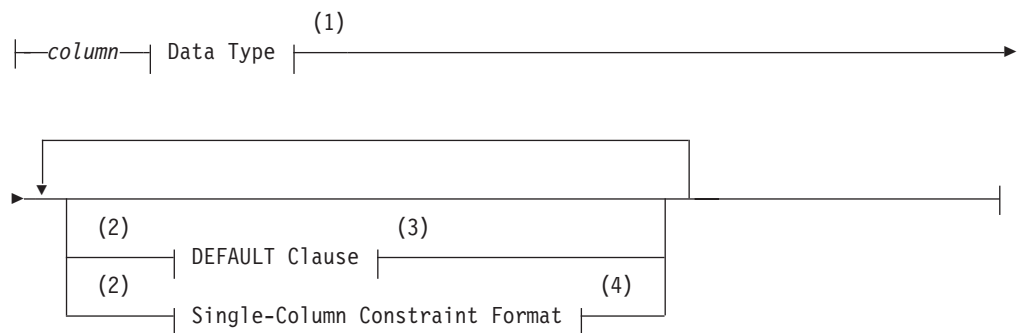 (1)
column Data Type
(2) (3)
DEFAULT Clause
(2) (4)
Single-Column Constraint Format